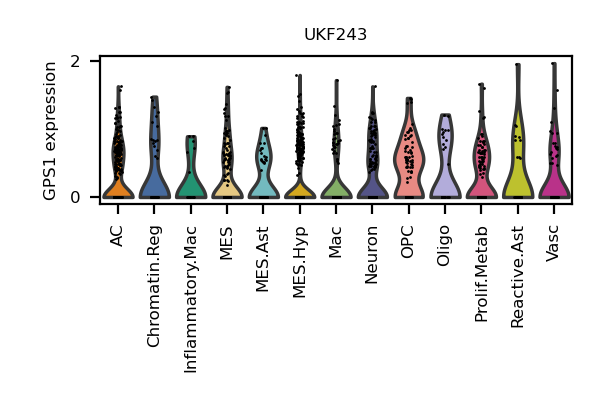 UKF243
GPS1 expression
2
0
AC
Chromatin.Reg
Inflammatory.Mac
MES
MES.Ast
MES.Hyp
Mac
Neuron
OPC
Oligo
Prolif.Metab
Reactive.Ast
Vasc